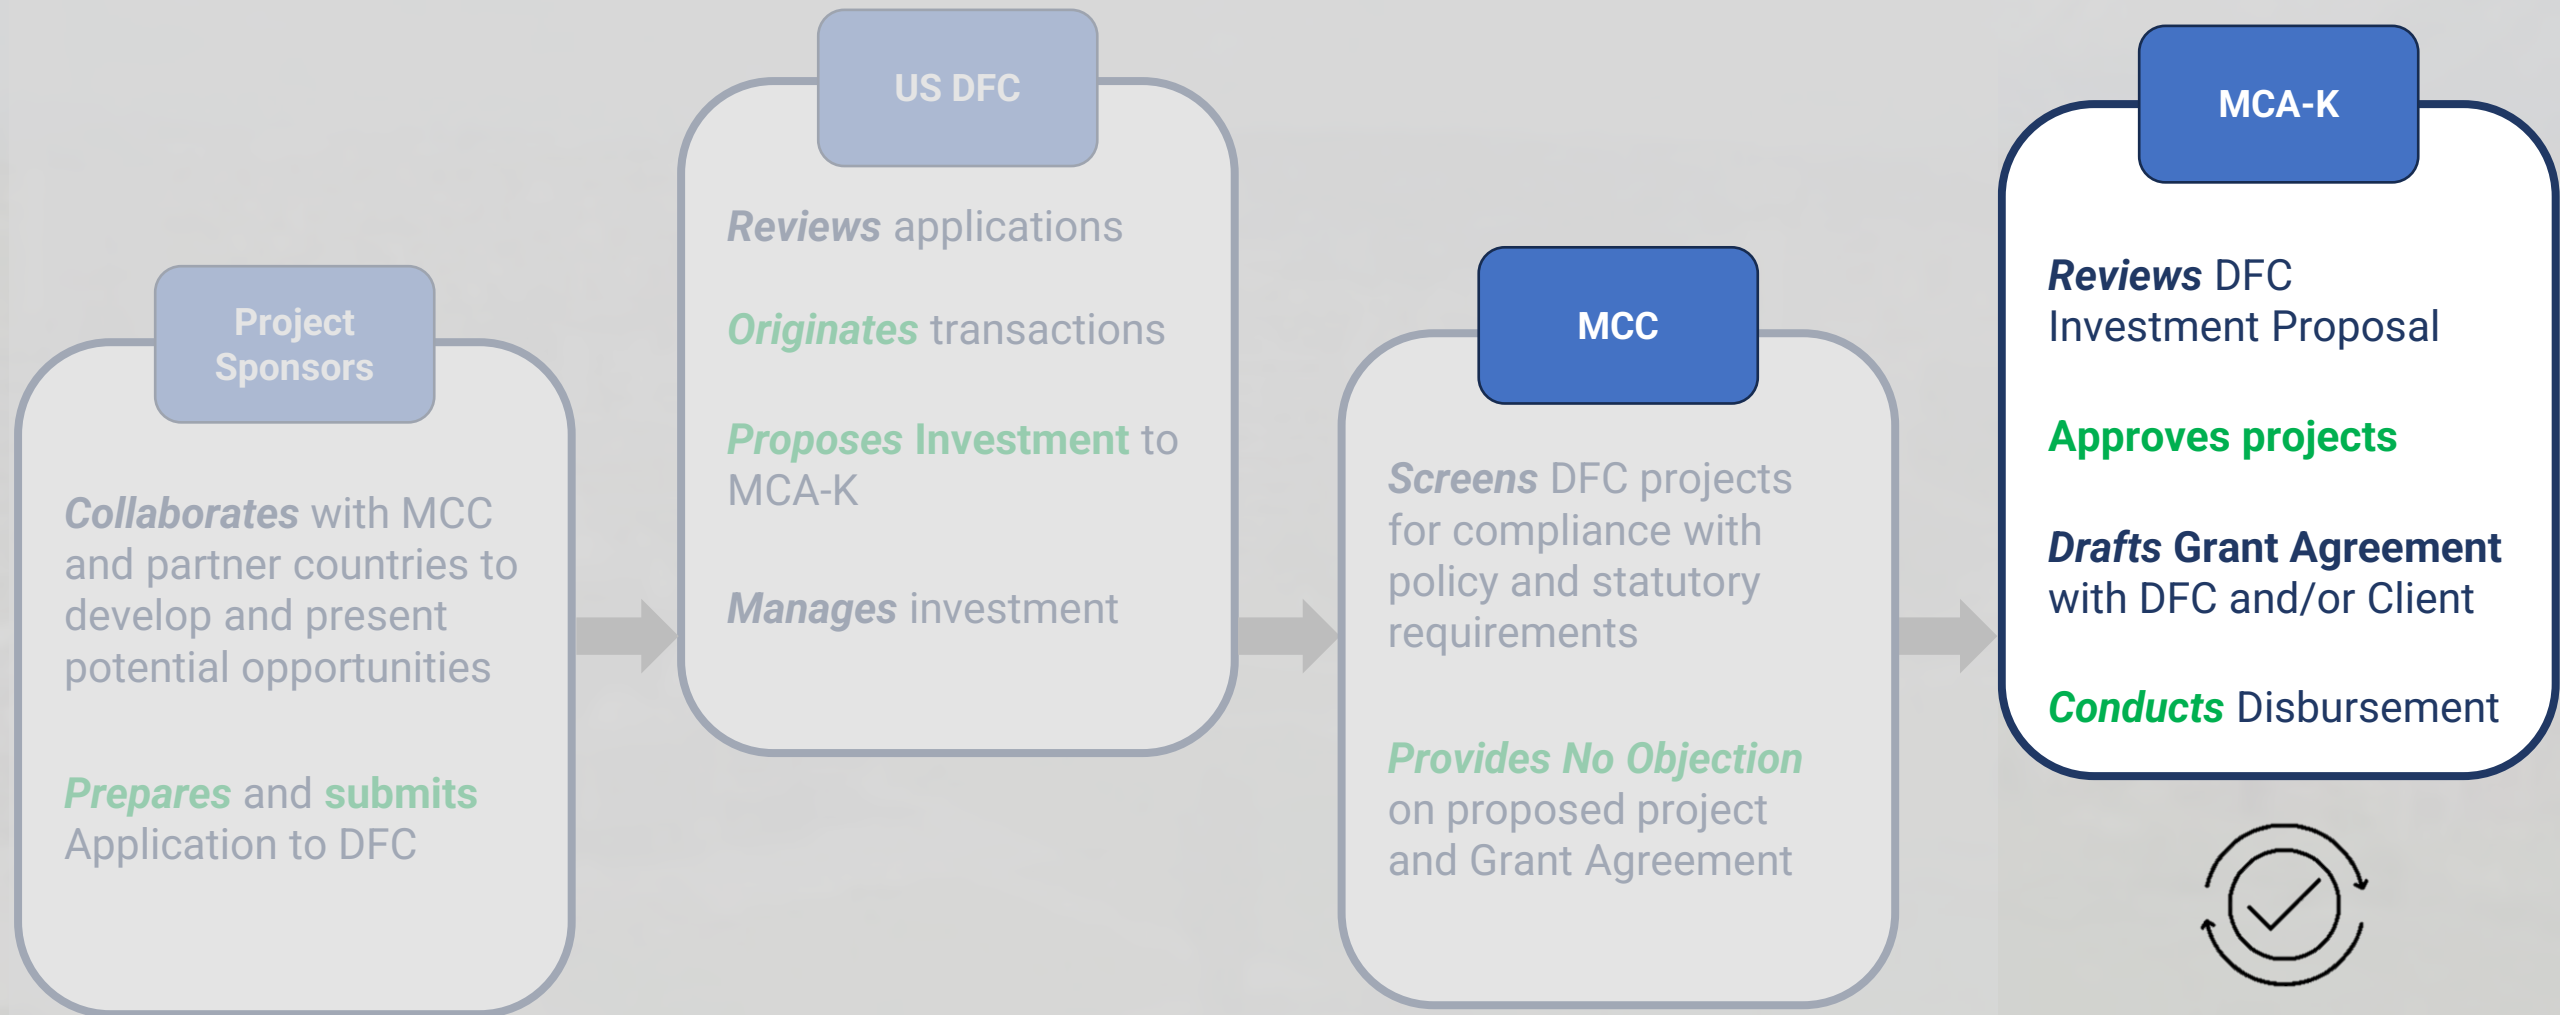 Project
Sponsors
Collaborates with MCC
and partner countries to
develop and present
potential opportunities
Prepares and submits
Application to DFC
US DFC
Reviews applications
Originates transactions
Proposes Investment to
MCA-K
Manages investment
MCC
Screens DFC projects
for compliance with
policy and statutory
requirements
Provides No Objection
on proposed project
and Grant Agreement
MCA-K
Reviews DFC
Investment Proposal
Approves projects
Drafts Grant Agreement
with DFC and/or Client
Conducts Disbursement